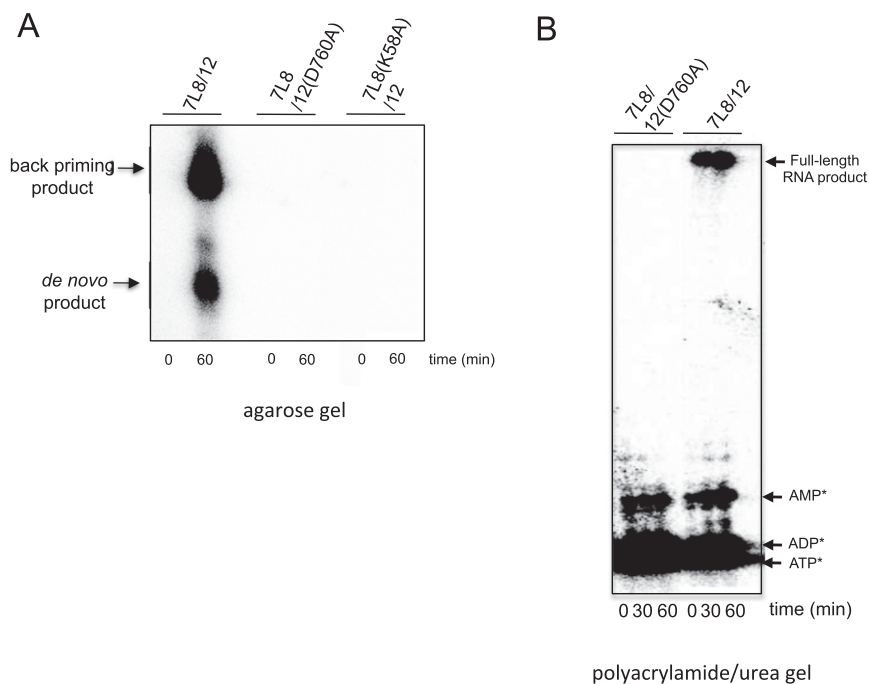 A
7L8/12
7L8
/12(D760A)
7L8(K58A)
/12
back priming
product
de novo
product
0 60 0 60 0 60 time (min)
agarose gel
B
7L8/
12(D760A)
7L8/12
Full-length
RNA product
AMP*
ADP*
ATP*
0 30 60 0 30 60 time (min)
polyacrylamide/urea gel